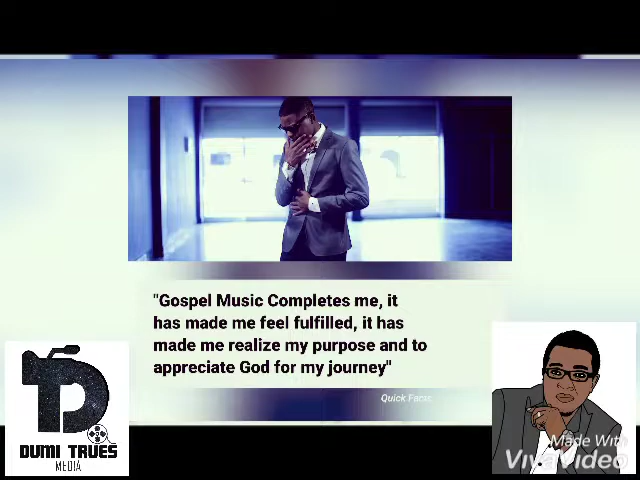 "Gospel Music Completes me, it
has made me feel fulfilled, it has
made me realize my purpose and to
appreciate God for my journey"
Quick Facts
DUMI TRUES
MEDIA
Made With
VivaVideo